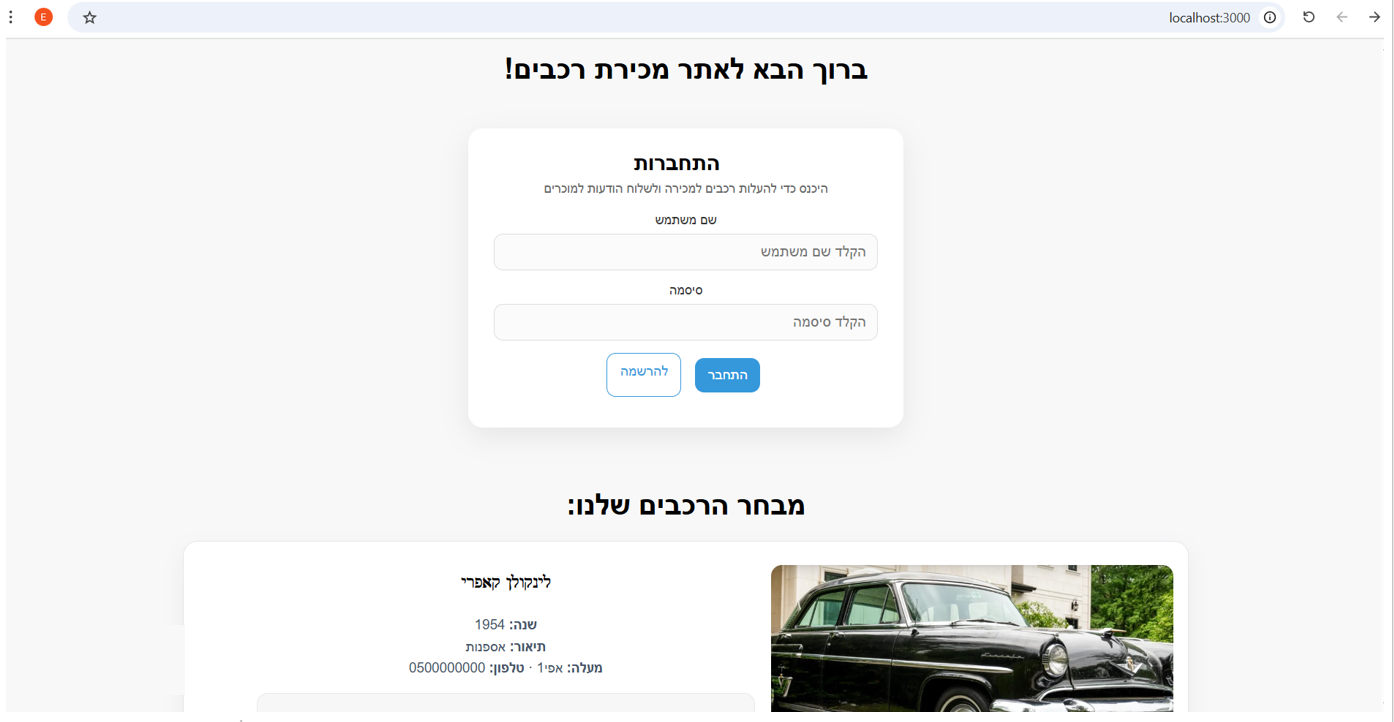 E
localhost:3000
ברוך הבא לאתר מכירת רכבים!
התחברות
היכנס כדי להעלות רכבים למכירה ולשלוח הודעות למוכרים
שם משתמש
הקלד שם משתמש
סיסמה
הקלד סיסמה
התחבר
להרשמה
מבחר הרכבים שלנו:
לינקולן קאפרי
שנה: 1954
תיאור: אספנות
מעלה: אפי1 · טלפון: 0500000000